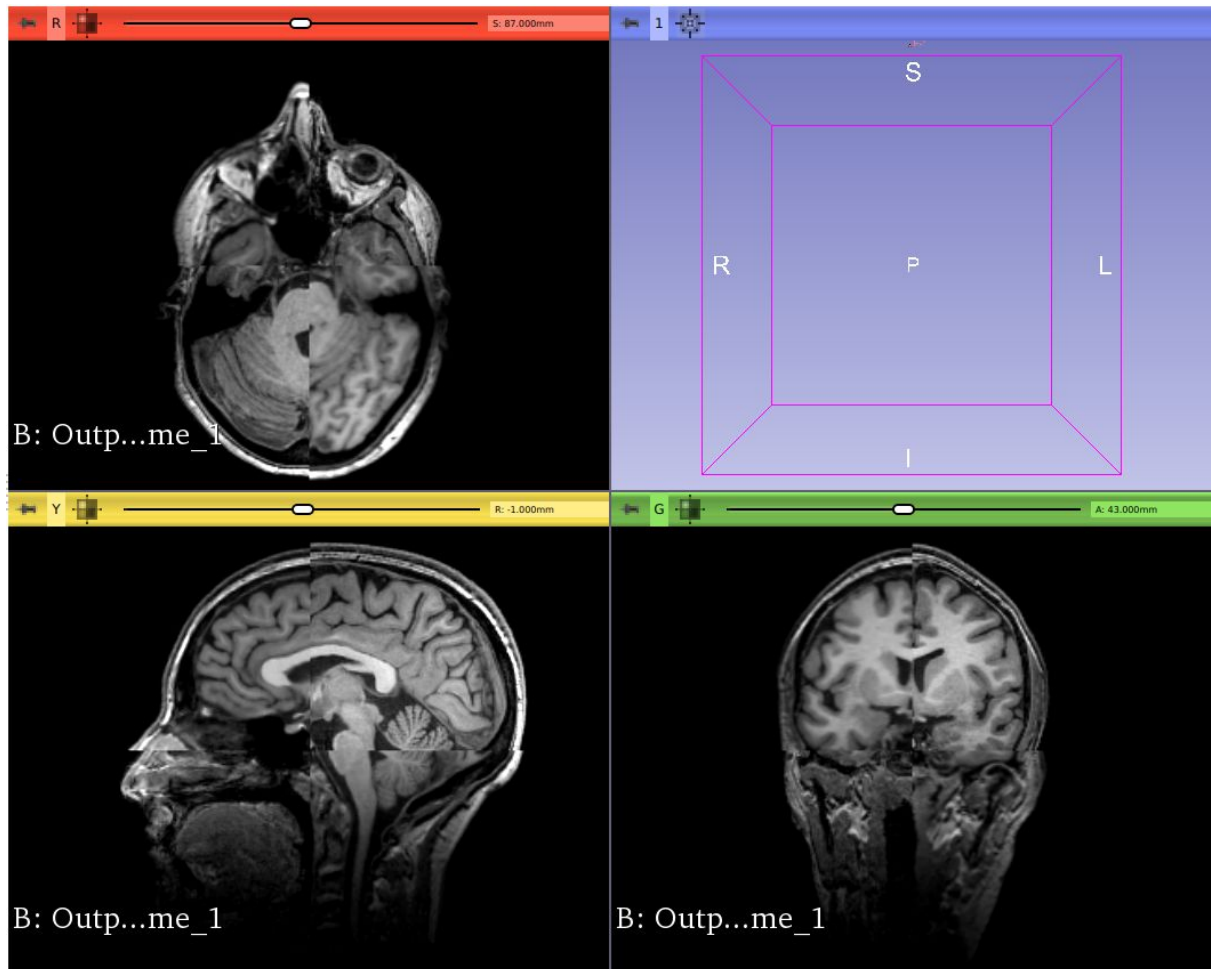 R
S: 87.000mm
1
S
R
P
L
I
B: Outp...me_1
Y
R: -1.000mm
G
A: 43.000mm
B: Outp...me_1
B: Outp...me_1